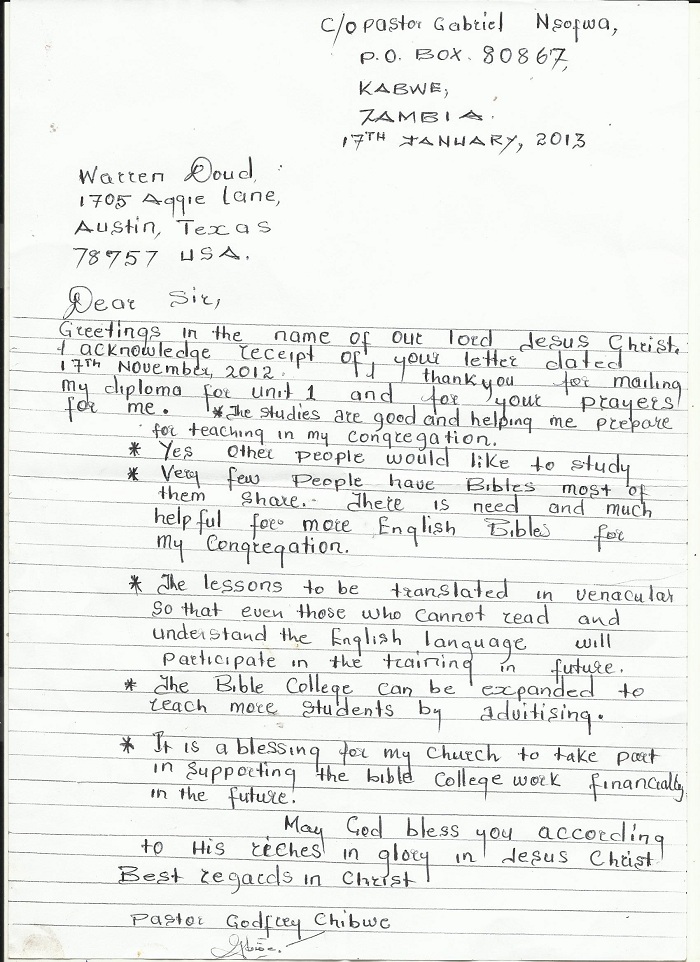 C/o Pastor Gabriel Nsofwa,
P.O. BOX. 80867,
KABWE,
ZAMBIA.
17TH JANUARY, 2013
Warren Doud,
1705 Aggie Lane,
Austin, Texas
78757 USA.
Dear Sir,
Greetings in the name of our lord Jesus Christ.
I acknowledge receipt of your letter dated
17TH November, 2012. I thank you for mailing
my diploma for unit 1 and for your prayers
for me. * The studies are good and helping me prepare
for teaching in my congregation.
* Yes other people would like to study
* Very few People have Bibles most of
them share. There is need and much
helpful for more English Bibles for
my Congregation.
* The lessons to be translated in venacular
so that even those who cannot read and
understand the English language will
participate in the training in future.
* The Bible College can be expanded to
reach more students by advitising.
* It is a blessing for my church to take part
in supporting the bible College work financially
in the future.
May God bless you according
to His riches in glory in Jesus Christ
Best regards in Christ
Pastor Godfrey Chibwe